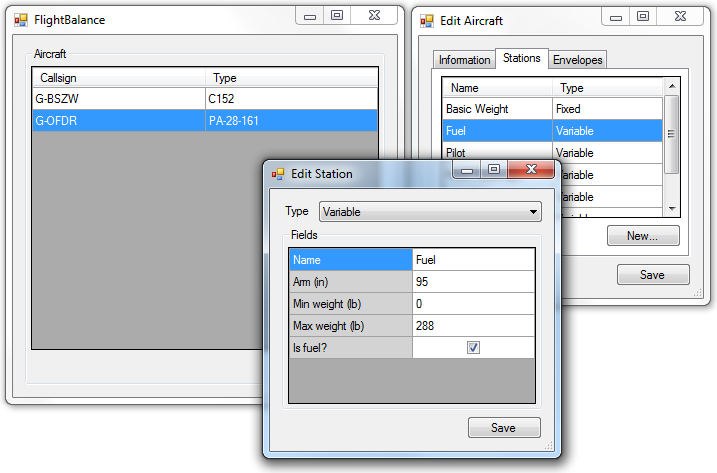 FlightBalance
Aircraft
Callsign Type
G-BSZW C152
G-OFDR PA-28-161
Edit Aircraft
Information Stations Envelopes
Name Type
Basic Weight Fixed
Fuel Variable
Pilot Variable
Variable
Variable
New...
Save
Edit Station
Type Variable
Fields
Name Fuel
Arm (in) 95
Min weight (lb) 0
Max weight (lb) 288
Is fuel?
Save